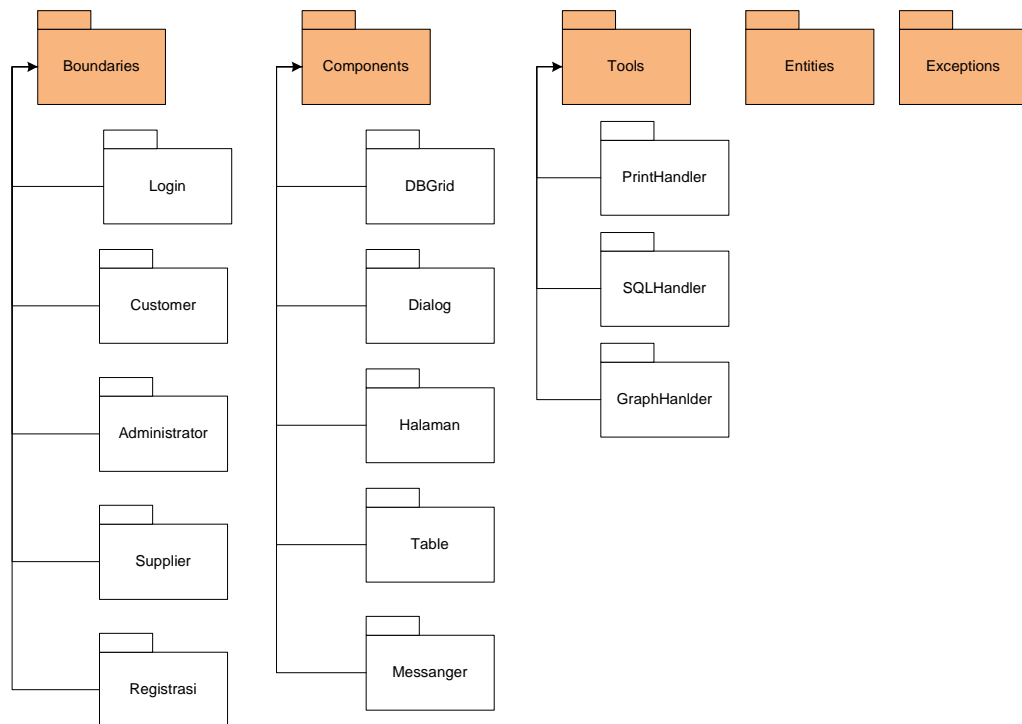 Boundaries
Components
Tools
Entities
Exceptions
Login
Customer
Administrator
Supplier
Registrasi
DBGrid
Dialog
Halaman
Table
Messanger
PrintHandler
SQLHandler
GraphHanlder